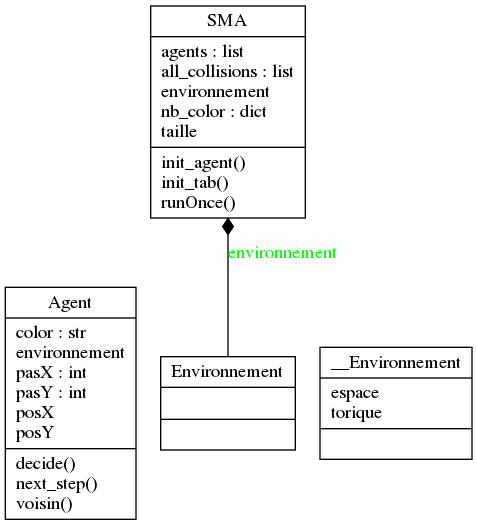 SMA
agents : list
all_collisions : list
environnement
nb_color : dict
taille
init_agent()
init_tab()
runOnce()
environnement
Agent
color : str
environnement
pasX : int
pasY : int
posX
posY
decide()
next_step()
voisin()
Environnement
__Environnement
espace
torique